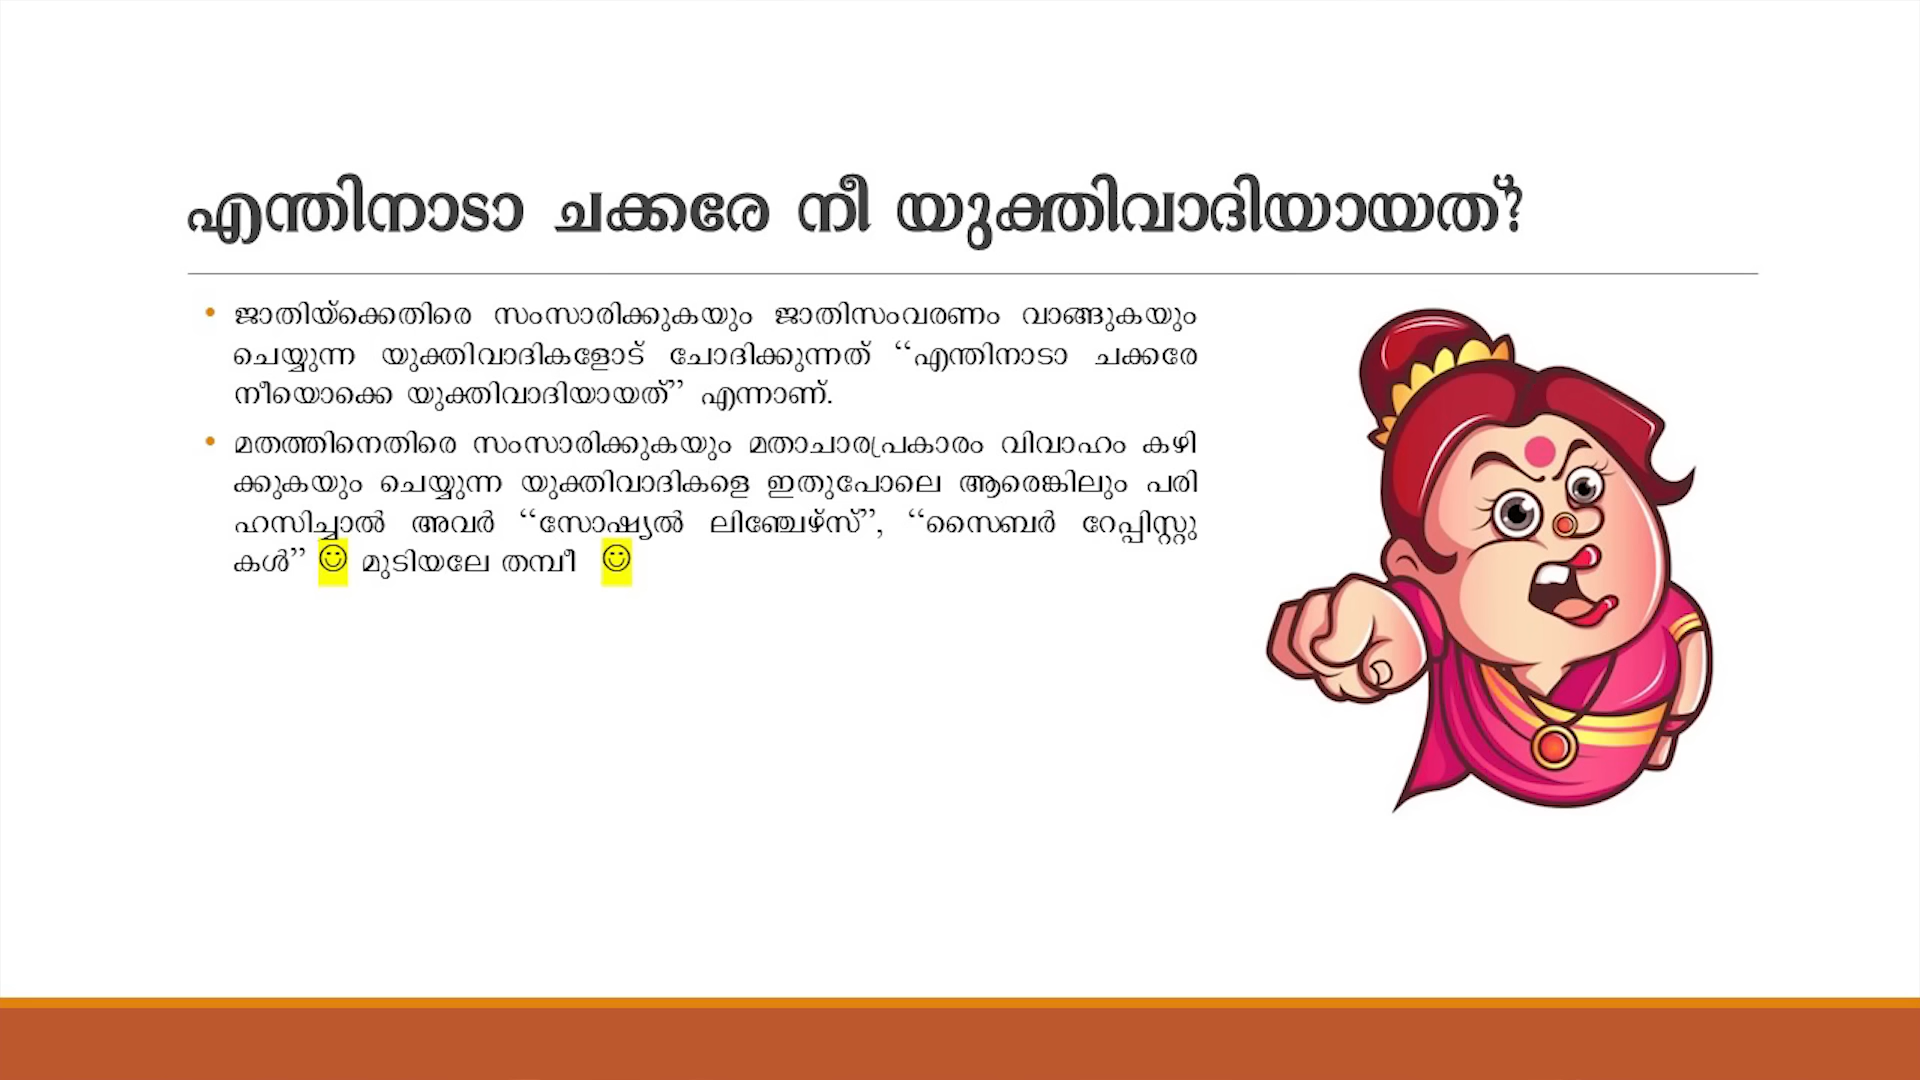 എന്തിനാടാ ചക്കരേ നീ യുക്തിവാദിയായത്?
• ജാതിയ്ക്കെതിരെ സംസാരിക്കുകയും ജാതിസംവരണം വാങ്ങുകയും
ചെയ്യുന്ന യുക്തിവാദികളോട് ചോദിക്കുന്നത് “എന്തിനാടാ ചക്കരേ
നീയൊക്കെ യുക്തിവാദിയായത്” എന്നാണ്.
• മതത്തിനെതിരെ സംസാരിക്കുകയും മതാചാരപ്രകാരം വിവാഹം കഴി
ക്കുകയും ചെയ്യുന്ന യുക്തിവാദികളെ ഇതുപോലെ ആരെങ്കിലും പരി
ഹസിച്ചാൽ അവർ “സോഷ്യൽ ലിഞ്ചേഴ്സ്”, “സൈബർ റേപ്പിസ്റ്റു
കൾ” ☺ മുടിയലേ തമ്പീ ☺